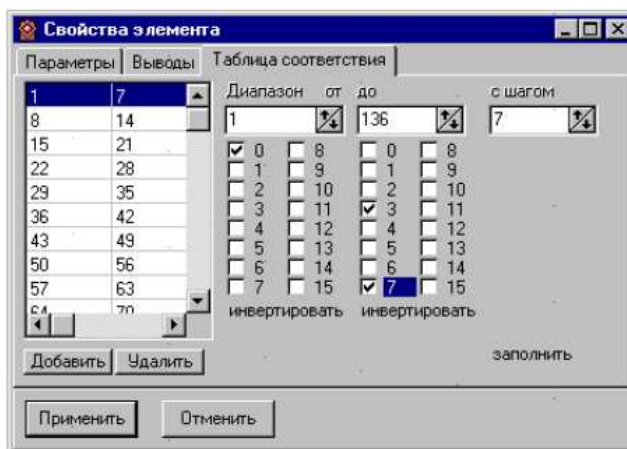 Свойства элемента
Параметры Выводы Таблица соответствия
Диапазон от до с шагом
1 136 7
1 7
8 14
15 21
22 28
29 35
36 42
43 49
50 56
57 63
64 70
0 8 0 8
1 9 1 9
2 10 2 10
3 11 3 11
4 12 4 12
5 13 5 13
6 14 6 14
7 15 7 15
инвертировать инвертировать
Добавить Удалить заполнить
Применить Отменить